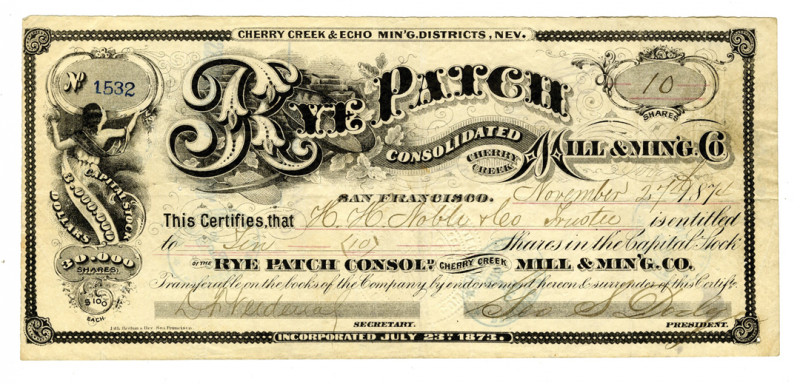 CHERRY CREEK & ECHO MIN'G. DISTRICTS, NEV.
No 1532
RYE PATCH
10
SHARES
CONSOLIDATED
CHERRY CREEK
MILL & MIN'G. CO
CAPITAL STOCK
3,000,000
DOLLARS
30,000
SHARES
$100
EACH.
SAN FRANCISCO. November 27th 187
This Certifies, that H. H. Noble & Co Trustee is entitled
to Ten (10) Shares in the Capital Stock
OF THE RYE PATCH CONSOLD. CHERRY CREEK MILL & MIN'G. CO.
Transferable on the books of the Company by endorsement hereon & surrender of this Certife.
SECRETARY.
PRESIDENT.
INCORPORATED JULY 23RD 1873.